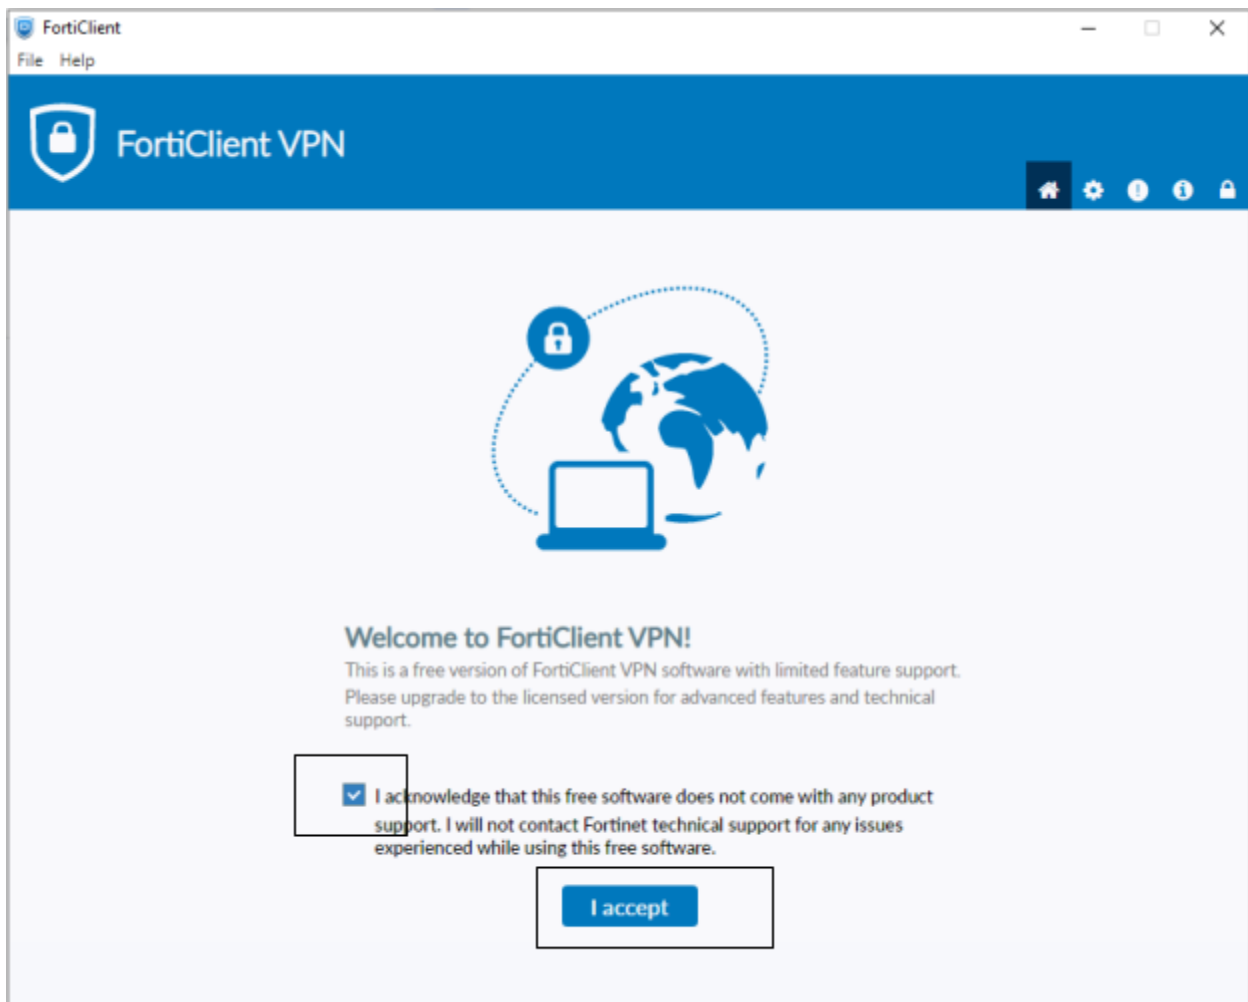 FortiClient
File Help
FortiClient VPN
Welcome to FortiClient VPN!
This is a free version of FortiClient VPN software with limited feature support.
Please upgrade to the licensed version for advanced features and technical
support.
I acknowledge that this free software does not come with any product
support. I will not contact Fortinet technical support for any issues
experienced while using this free software.
I accept